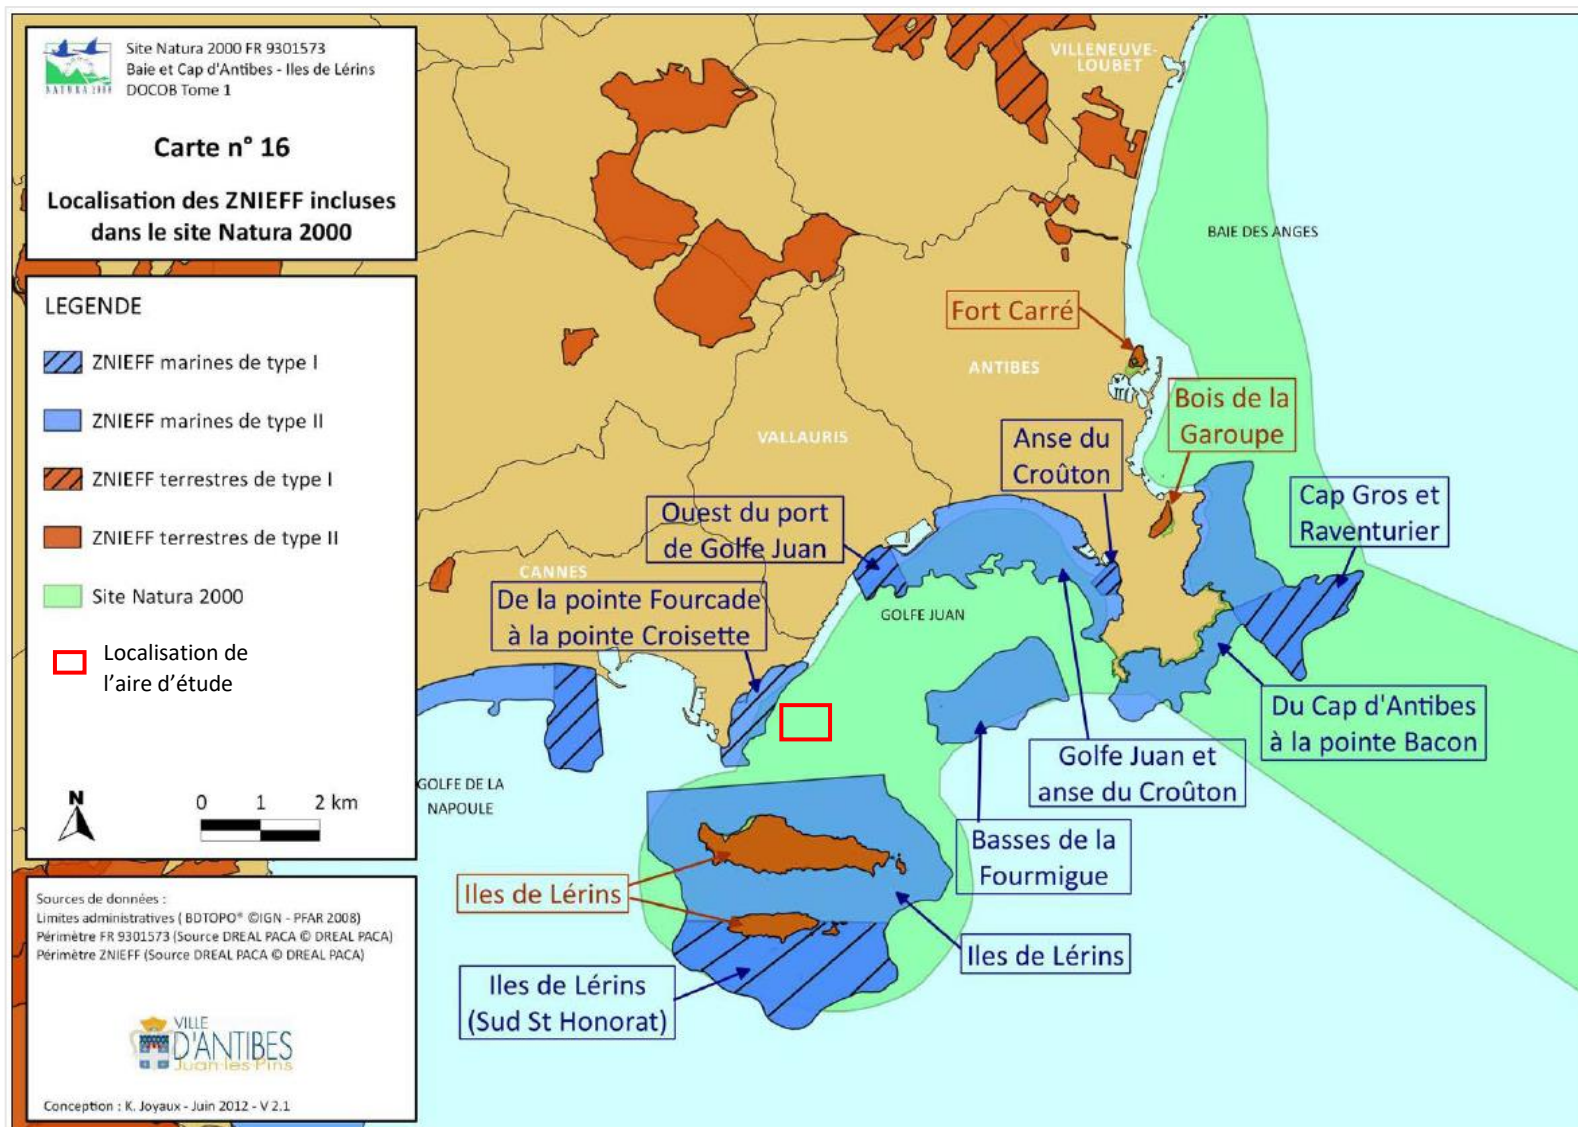 Site Natura 2000 FR 9301573
Baie et Cap d'Antibes - Iles de Lérins
DOCOB Tome 1
NATURA 2000
Carte n° 16
Localisation des ZNIEFF incluses
dans le site Natura 2000
LEGENDE
ZNIEFF marines de type I
ZNIEFF marines de type II
ZNIEFF terrestres de type I
ZNIEFF terrestres de type II
Site Natura 2000
Localisation de
l'aire d'étude
N
0 1 2 km
Sources de données :
Limites administratives ( BDTOPO® ©IGN - PFAR 2008)
Périmètre FR 9301573 (Source DREAL PACA © DREAL PACA)
Périmètre ZNIEFF (Source DREAL PACA © DREAL PACA)
VILLE
D'ANTIBES
Juan-les-Pins
Conception : K. Joyaux - Juin 2012 - V 2.1
VILLENEUVE-
LOUBET
BAIE DES ANGES
Fort Carré
ANTIBES
Bois de la
Garoupe
VALLAURIS
Anse du
Croûton
Cap Gros et
Raventurier
Ouest du port
de Golfe Juan
CANNES
De la pointe Fourcade
à la pointe Croisette
GOLFE JUAN
Du Cap d'Antibes
à la pointe Bacon
Golfe Juan et
anse du Croûton
GOLFE DE LA
NAPOULE
Basses de la
Fourmigue
Iles de Lérins
Iles de Lérins
Iles de Lérins
(Sud St Honorat)